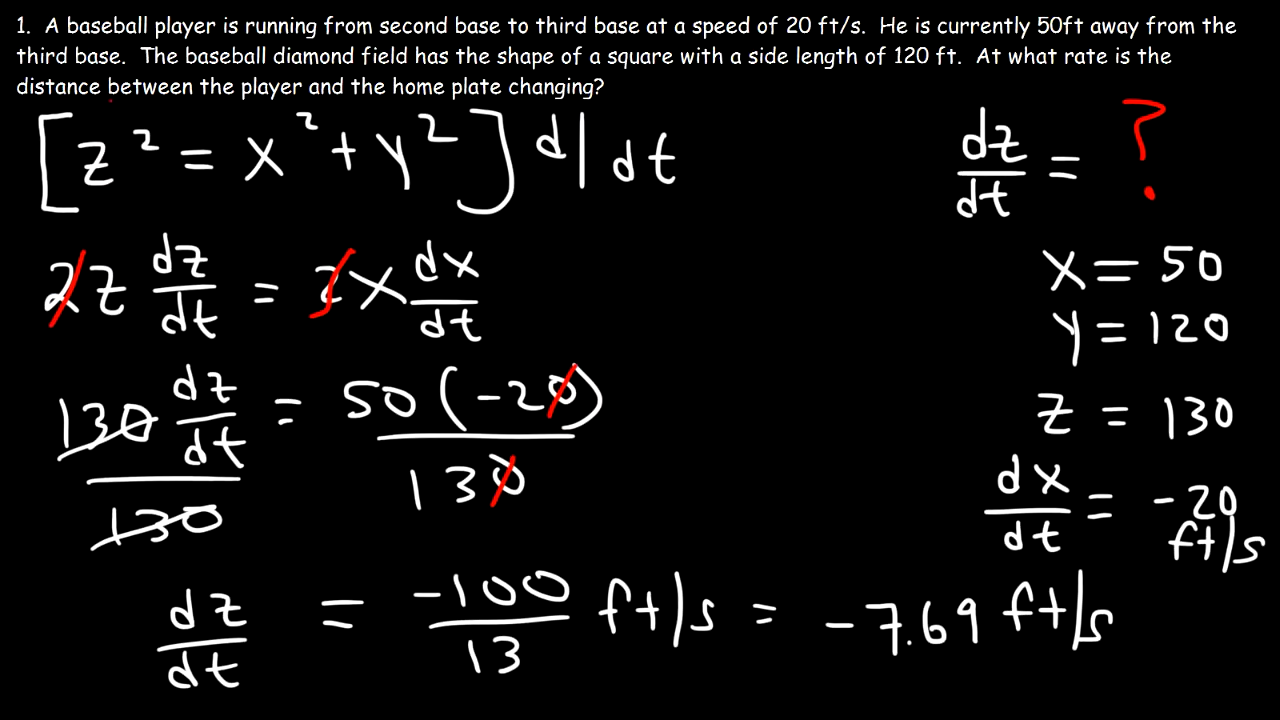 1. A baseball player is running from second base to third base at a speed of 20 ft/s. He is currently 50ft away from the
third base. The baseball diamond field has the shape of a square with a side length of 120 ft. At what rate is the
distance between the player and the home plate changing?
[z² = x² + y²] d/dt
dz/dt = ?
2z dz/dt = 2x dx/dt
x = 50
y = 120
130 dz/dt / 130 = 50(-20) / 130
z = 130
dx/dt = -20 ft/s
dz/dt = -100/13 ft/s = -7.69 ft/s